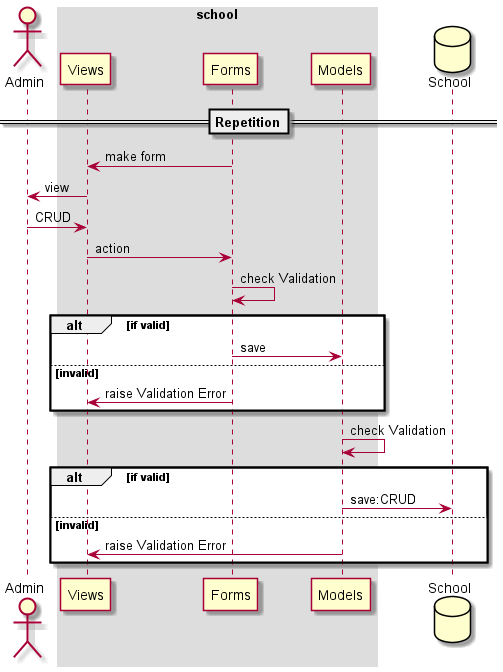 school
Admin
Views
Forms
Models
School
Repetition
make form
view
CRUD
action
check Validation
alt [if valid]
save
[invalid]
raise Validation Error
check Validation
alt [if valid]
save:CRUD
[invalid]
raise Validation Error
Admin
Views
Forms
Models
School